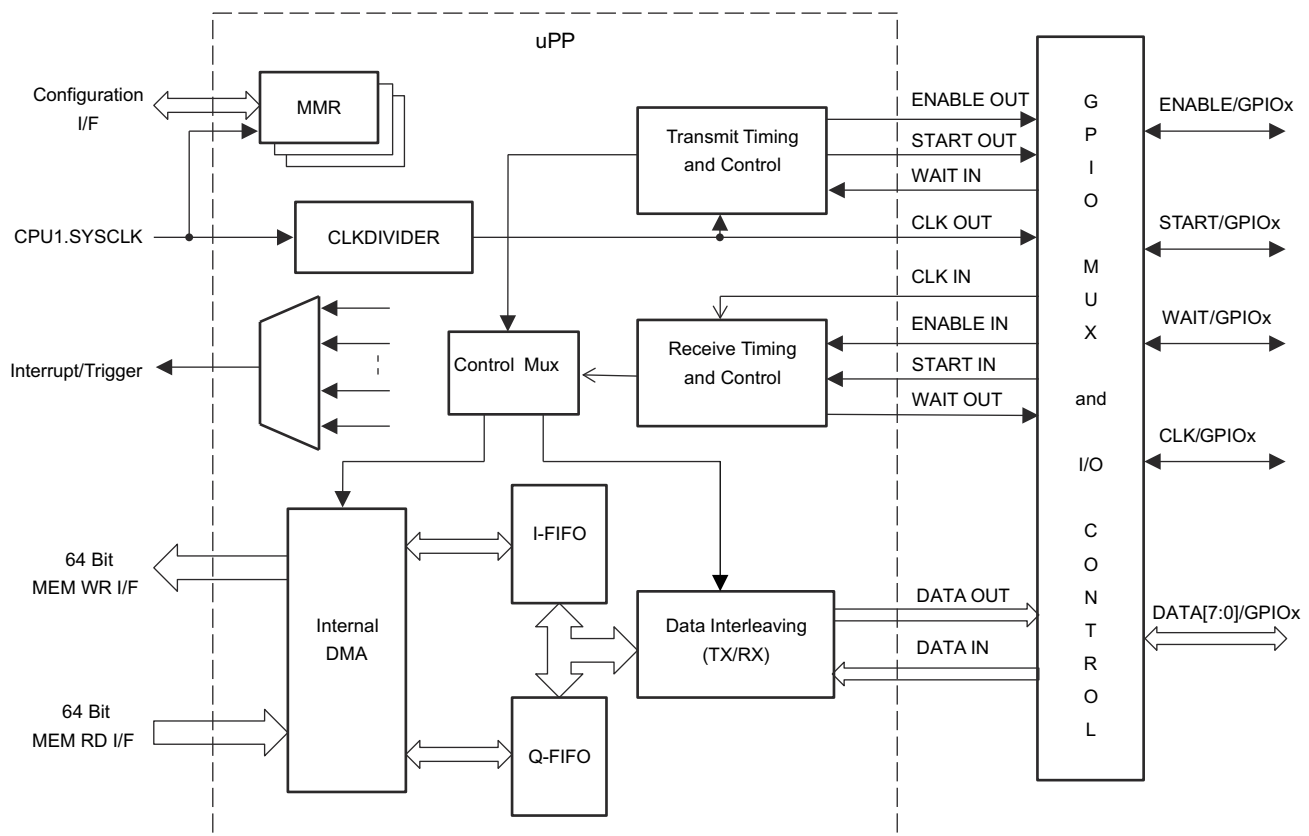 uPP
Configuration
I/F
MMR
CPU1.SYSCLK
CLKDIVIDER
Transmit Timing
and Control
ENABLE OUT
START OUT
WAIT IN
CLK OUT
CLK IN
ENABLE IN
START IN
WAIT OUT
Interrupt/Trigger
Control Mux
Receive Timing
and Control
64 Bit
MEM WR I/F
64 Bit
MEM RD I/F
Internal
DMA
I-FIFO
Q-FIFO
Data Interleaving
(TX/RX)
DATA OUT
DATA IN
G
P
I
O
M
U
X
and
I/O
C
O
N
T
R
O
L
ENABLE/GPIOx
START/GPIOx
WAIT/GPIOx
CLK/GPIOx
DATA[7:0]/GPIOx